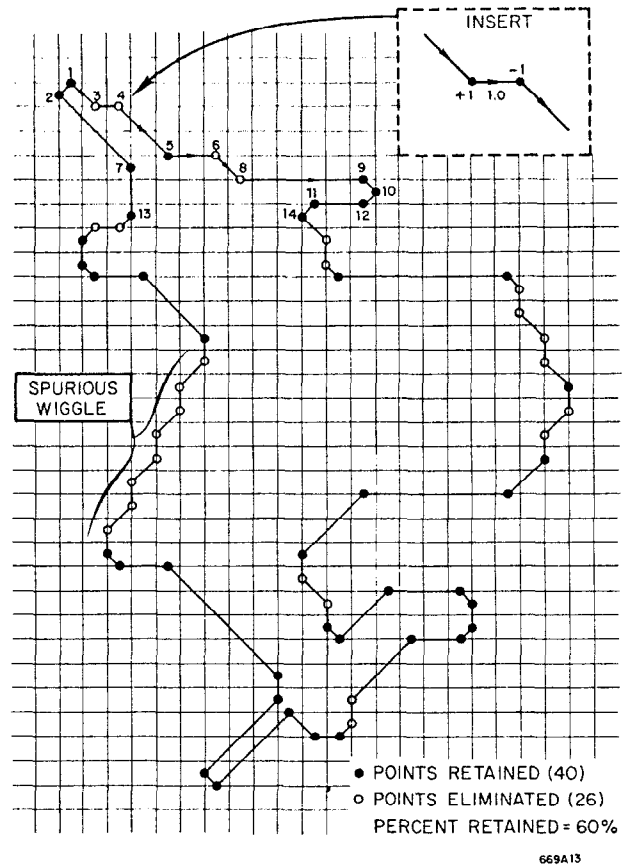 INSERT
-1
+1 1.0
1
2
3
4
5
6
7
8
9
10
11
12
13
14
SPURIOUS
WIGGLE
● POINTS RETAINED (40)
○ POINTS ELIMINATED (26)
PERCENT RETAINED = 60%
669A13